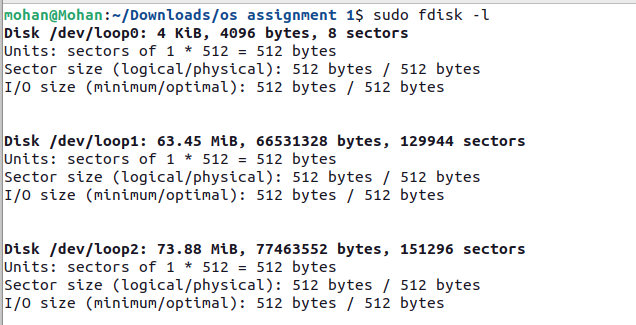 mohan@Mohan:~/Downloads/os assignment 1$ sudo fdisk -l
Disk /dev/loop0: 4 KiB, 4096 bytes, 8 sectors
Units: sectors of 1 * 512 = 512 bytes
Sector size (logical/physical): 512 bytes / 512 bytes
I/O size (minimum/optimal): 512 bytes / 512 bytes
Disk /dev/loop1: 63.45 MiB, 66531328 bytes, 129944 sectors
Units: sectors of 1 * 512 = 512 bytes
Sector size (logical/physical): 512 bytes / 512 bytes
I/O size (minimum/optimal): 512 bytes / 512 bytes
Disk /dev/loop2: 73.88 MiB, 77463552 bytes, 151296 sectors
Units: sectors of 1 * 512 = 512 bytes
Sector size (logical/physical): 512 bytes / 512 bytes
I/O size (minimum/optimal): 512 bytes / 512 bytes